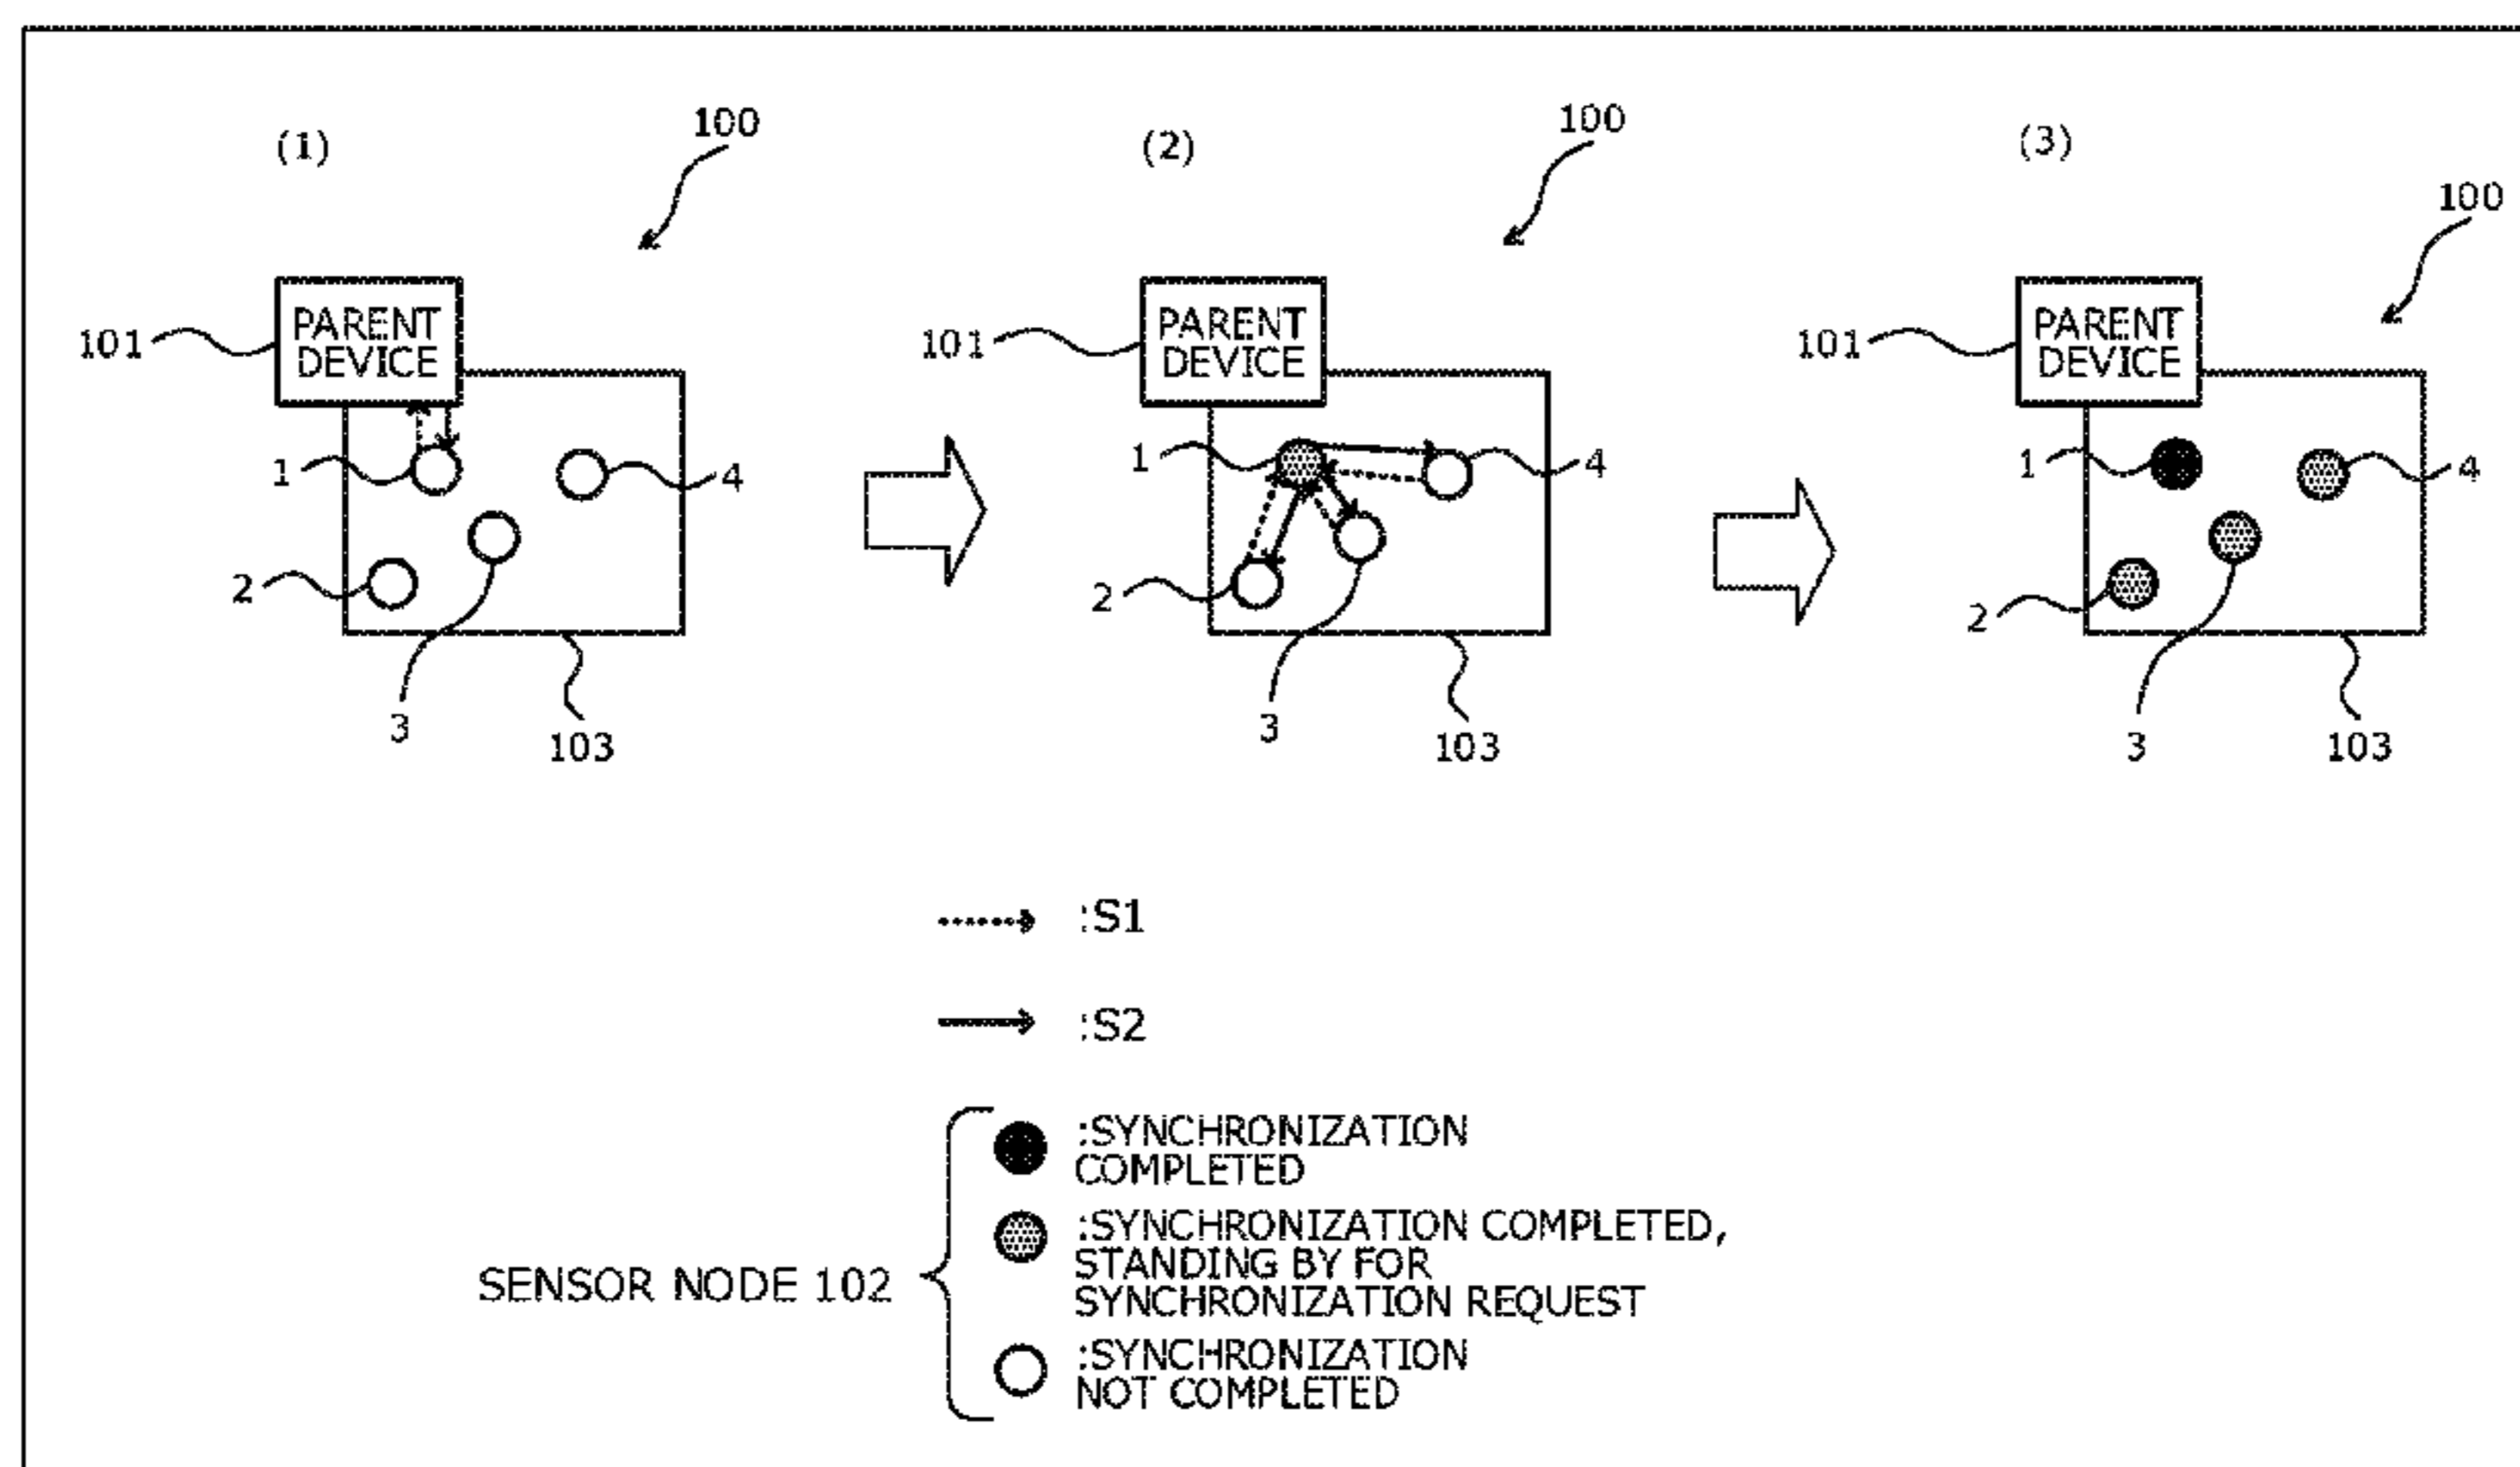 (1)
100
PARENT
DEVICE
101
1
4
2
3
103
(2)
100
PARENT
DEVICE
101
1
4
2
3
103
(3)
100
PARENT
DEVICE
101
1
4
2
3
103
:S1
:S2
SENSOR NODE 102
:SYNCHRONIZATION
COMPLETED
:SYNCHRONIZATION COMPLETED,
STANDING BY FOR
SYNCHRONIZATION REQUEST
:SYNCHRONIZATION
NOT COMPLETED